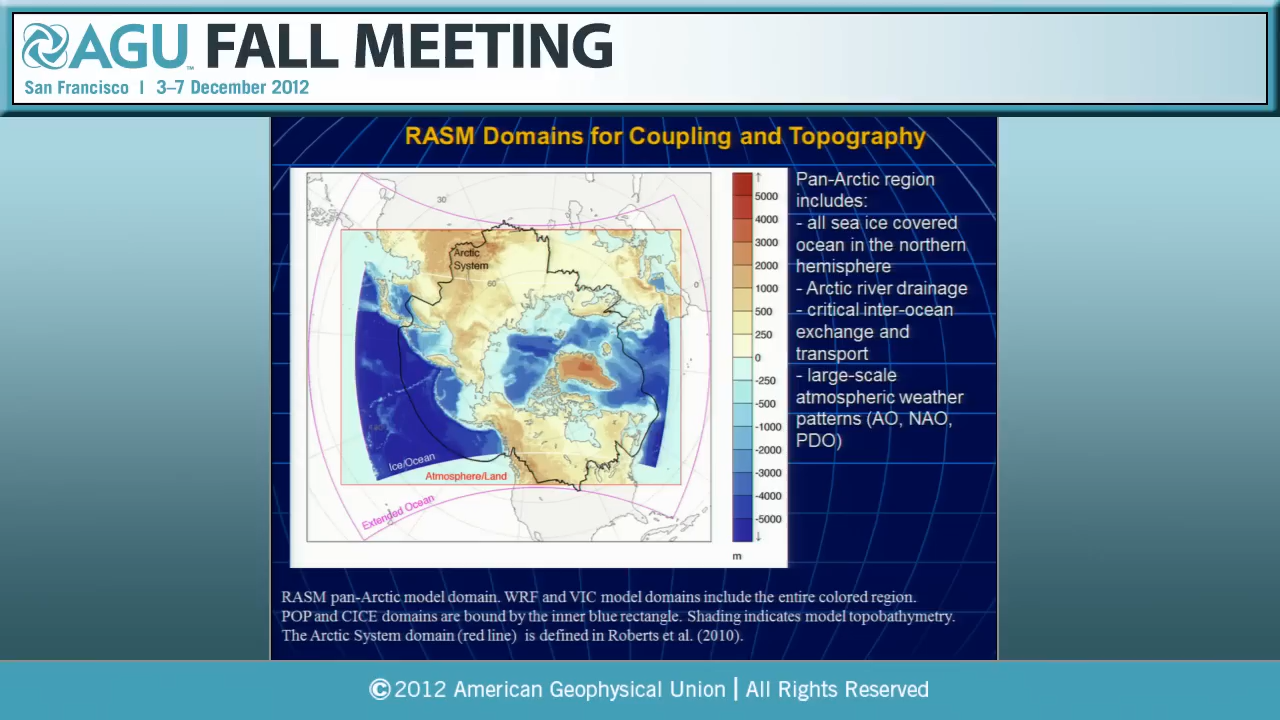 AGU FALL MEETING
San Francisco | 3–7 December 2012
RASM Domains for Coupling and Topography
30
Arctic
System
60
0
Ice/Ocean
Atmosphere/Land
Extended Ocean
5000
4000
3000
2000
1000
500
250
0
-250
-500
-1000
-2000
-3000
-4000
-5000
m
Pan-Arctic region
includes:
- all sea ice covered
ocean in the northern
hemisphere
- Arctic river drainage
- critical inter-ocean
exchange and
transport
- large-scale
atmospheric weather
patterns (AO, NAO,
PDO)
RASM pan-Arctic model domain. WRF and VIC model domains include the entire colored region.
POP and CICE domains are bound by the inner blue rectangle. Shading indicates model topobathymetry.
The Arctic System domain (red line) is defined in Roberts et al. (2010).
©2012 American Geophysical Union | All Rights Reserved